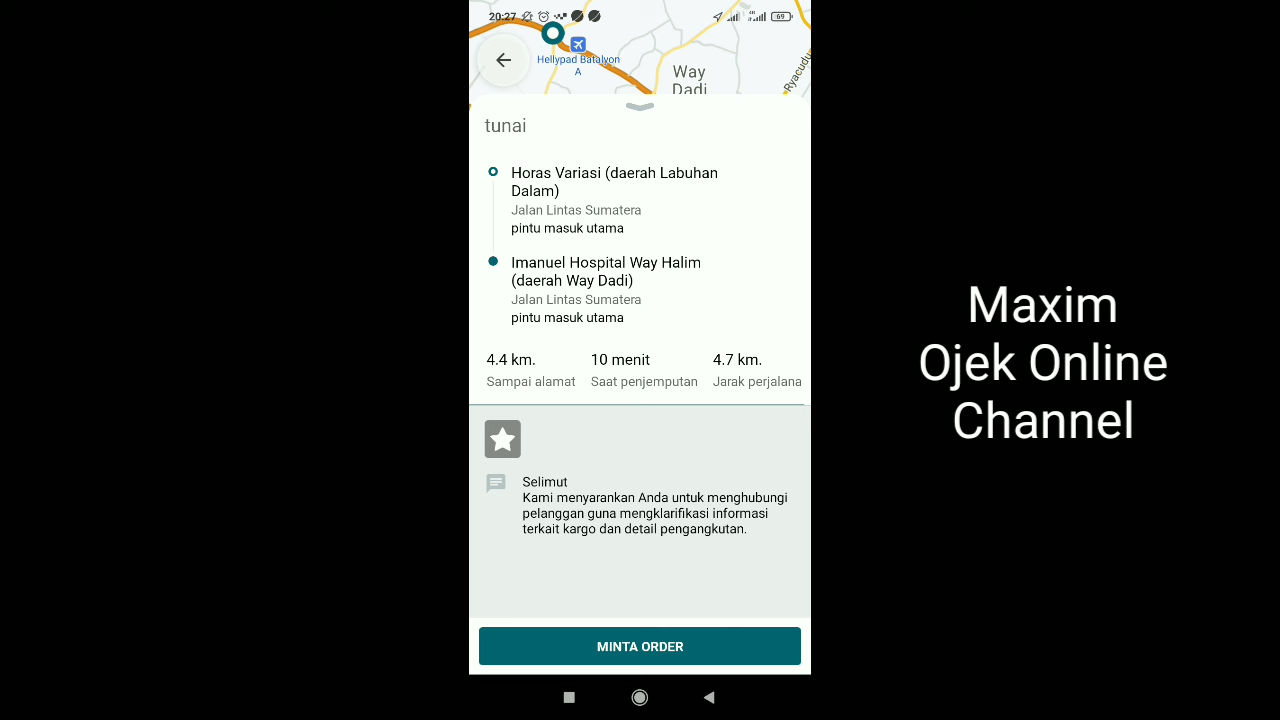 20:27
69
Hellypad Batalyon
A
Way
Dadi
Ryacudu
tunai
Horas Variasi (daerah Labuhan
Dalam)
Jalan Lintas Sumatera
pintu masuk utama
Imanuel Hospital Way Halim
(daerah Way Dadi)
Jalan Lintas Sumatera
pintu masuk utama
4.4 km. 10 menit 4.7 km.
Sampai alamat Saat penjemputan Jarak perjalana
Selimut
Kami menyarankan Anda untuk menghubungi
pelanggan guna mengklarifikasi informasi
terkait kargo dan detail pengangkutan.
MINTA ORDER
Maxim
Ojek Online
Channel